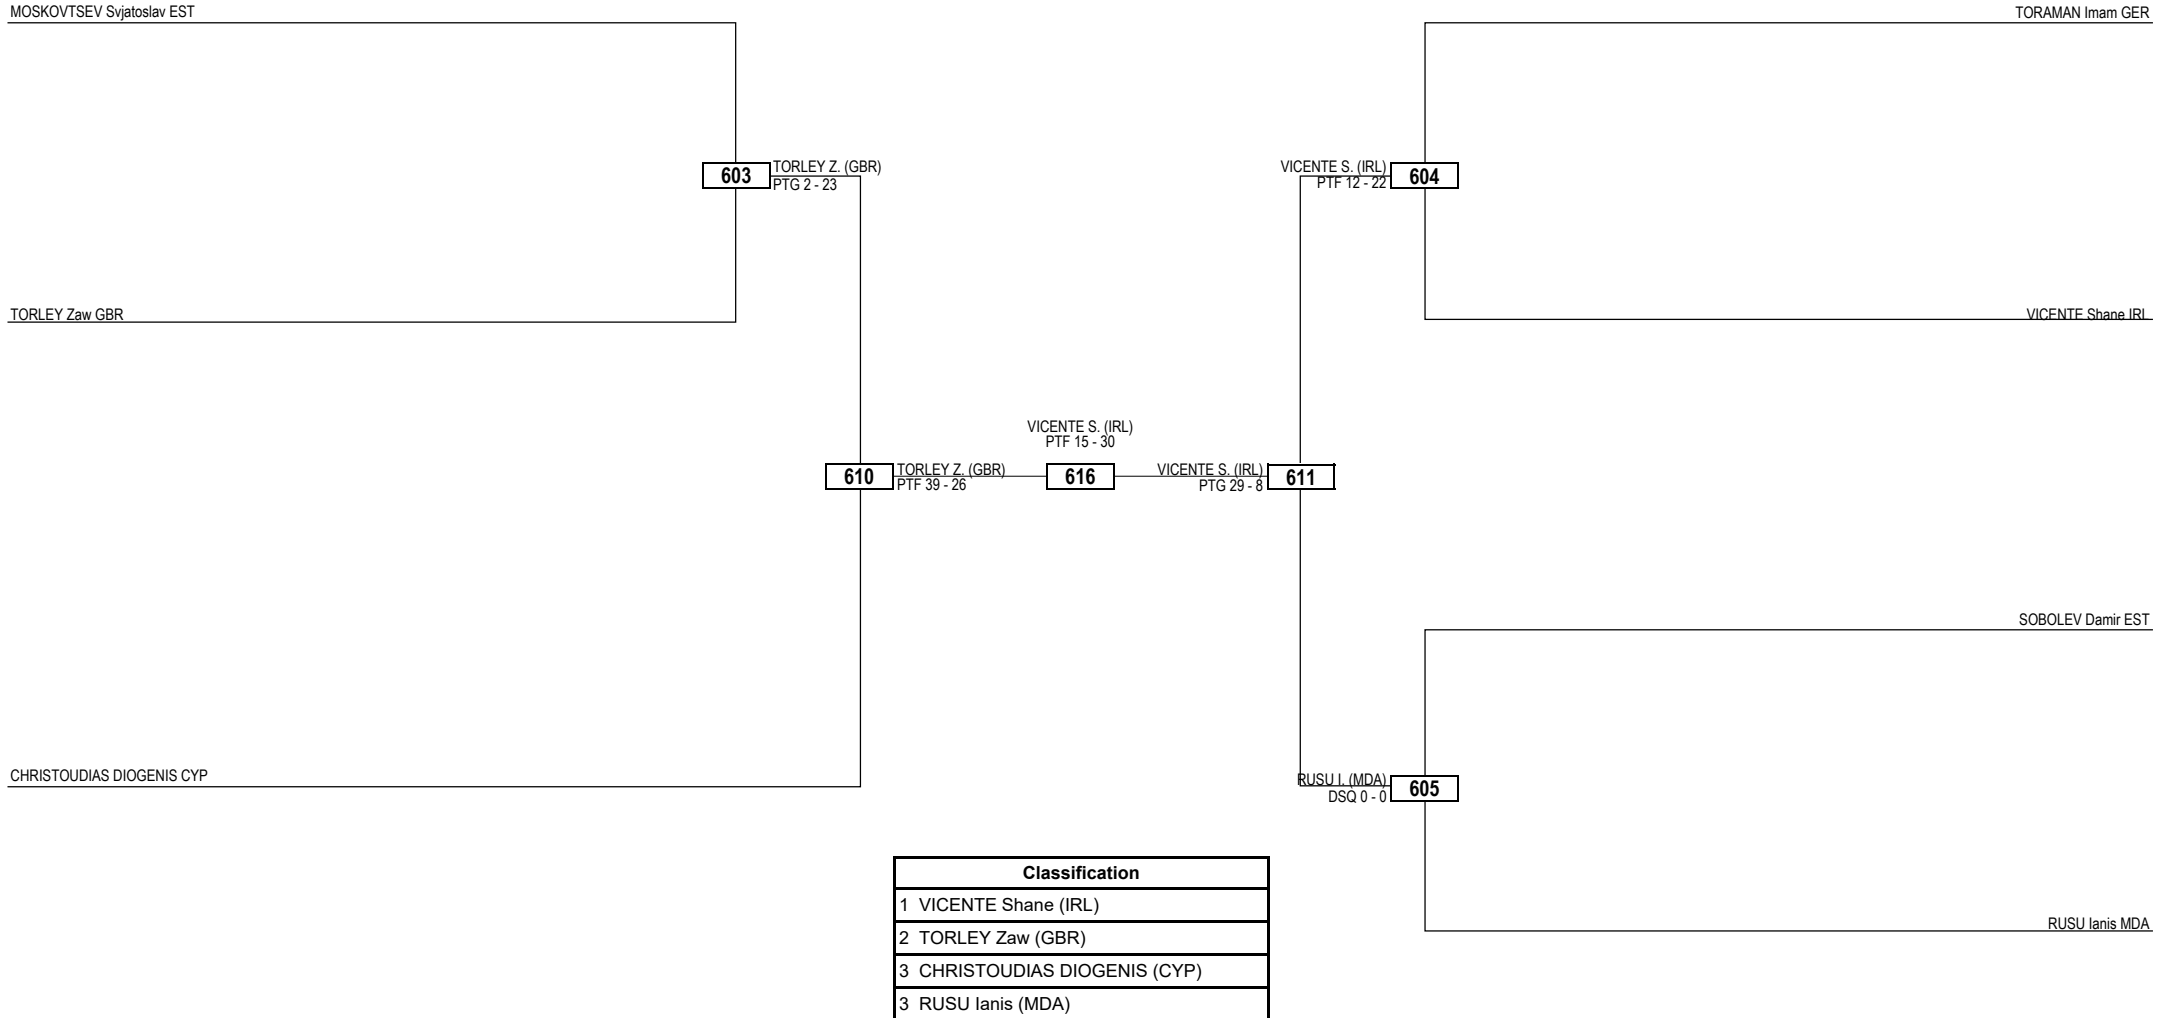 MOSKOVTSEV Svjatoslav EST
TORAMAN Imam GER
603
TORLEY Z. (GBR)
PTG 2 - 23
VICENTE S. (IRL)
PTF 12 - 22
604
TORLEY Zaw GBR
VICENTE Shane IRL
VICENTE S. (IRL)
PTF 15 - 30
610
TORLEY Z. (GBR)
PTF 39 - 26
616
VICENTE S. (IRL)
PTG 29 - 8
611
SOBOLEV Damir EST
CHRISTOUDIAS DIOGENIS CYP
RUSU I. (MDA)
DSQ 0 - 0
605
RUSU Ianis MDA
Classification
1 VICENTE Shane (IRL)
2 TORLEY Zaw (GBR)
3 CHRISTOUDIAS DIOGENIS (CYP)
3 RUSU Ianis (MDA)